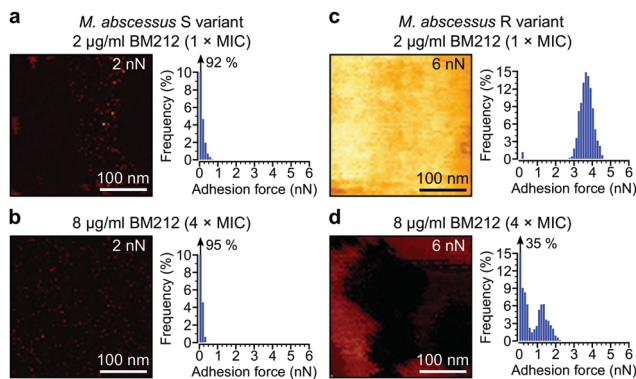 a
M. abscessus S variant
2 µg/ml BM212 (1 × MIC)
2 nN
100 nm
92 %
Frequency (%)
10
8
6
4
2
0
0 1 2 3 4 5 6
Adhesion force (nN)
b
8 µg/ml BM212 (4 × MIC)
2 nN
100 nm
95 %
Frequency (%)
10
8
6
4
2
0
0 1 2 3 4 5 6
Adhesion force (nN)
c
M. abscessus R variant
2 µg/ml BM212 (1 × MIC)
6 nN
100 nm
Frequency (%)
15
12
9
6
3
0
0 1 2 3 4 5 6
Adhesion force (nN)
d
8 µg/ml BM212 (4 × MIC)
6 nN
100 nm
35 %
Frequency (%)
15
12
9
6
3
0
0 1 2 3 4 5 6
Adhesion force (nN)